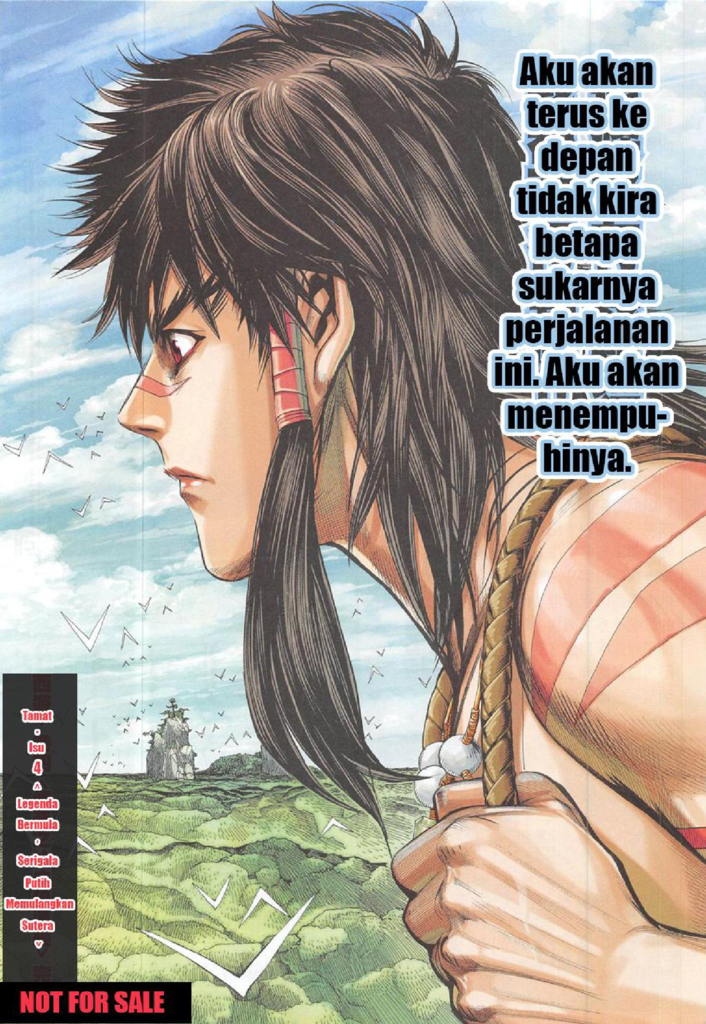 Aku akan
terus ke
depan
tidak kira
betapa
sukarnya
perjalanan
ini. Aku akan
menempu-
hinya.
Tamat
•
Isu
4
^
Legenda
Bermula
•
Serigala
Putih
Memulangkan
Sutera
˅
NOT FOR SALE